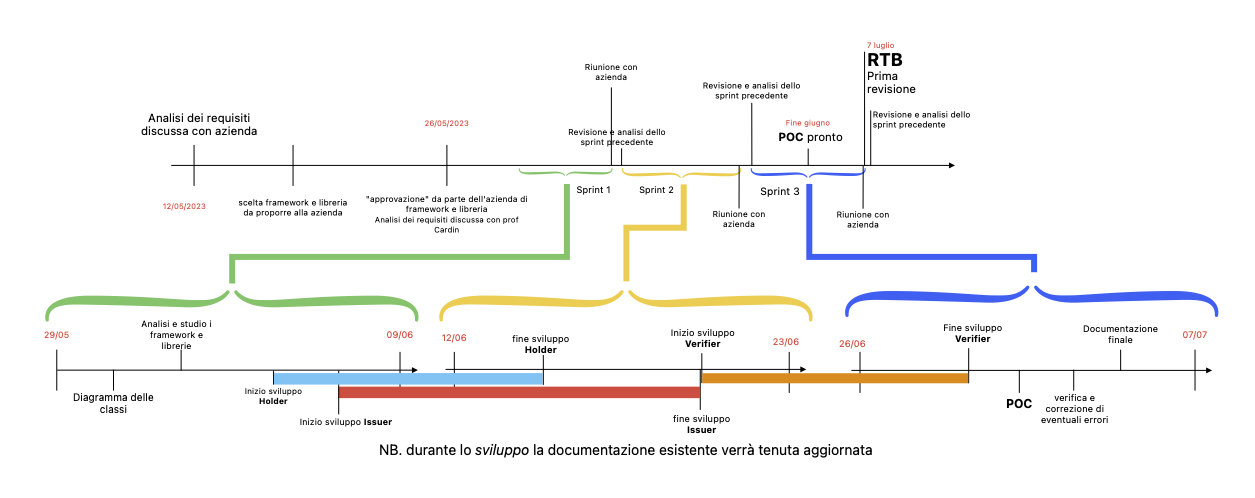 7 luglio
RTB
Prima
revisione
Riunione con
azienda
Revisione e analisi dello
sprint precedente
Analisi dei requisiti
discussa con azienda
26/05/2023
Revisione e analisi dello
sprint precedente
Fine giugno
POC pronto
Revisione e analisi dello
sprint precedente
12/05/2023
scelta framework e libreria
da proporre alla azienda
"approvazione" da parte dell'azienda di
framework e libreria
Analisi dei requisiti discussa con prof
Cardin
Sprint 1
Sprint 2
Sprint 3
Riunione con
azienda
Riunione con
azienda
29/05
Analisi e studio i
framework e
librerie
09/06
12/06
fine sviluppo
Holder
Inizio sviluppo
Verifier
23/06
26/06
Fine sviluppo
Verifier
Documentazione
finale
07/07
Diagramma delle
classi
Inizio sviluppo
Holder
Inizio sviluppo Issuer
fine sviluppo
Issuer
POC
verifica e
correzione di
eventuali errori
NB. durante lo sviluppo la documentazione esistente verrà tenuta aggiornata